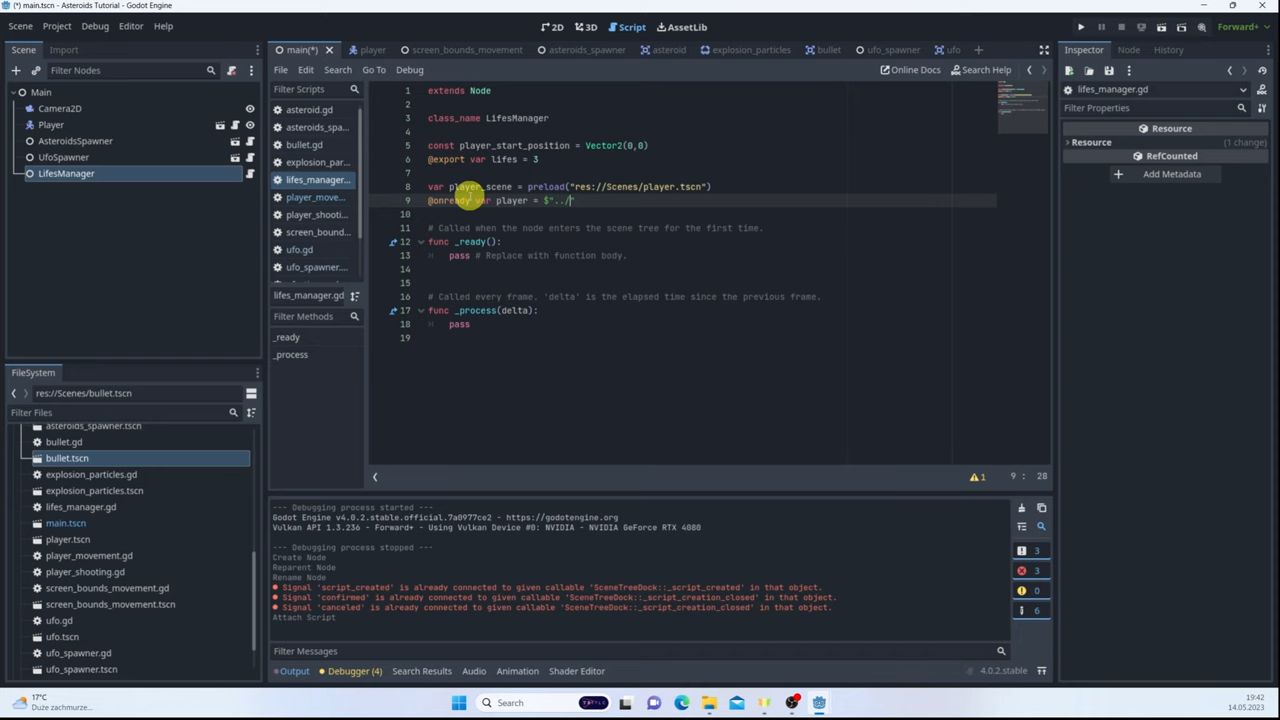 (*) main.tscn - Asteroids Tutorial - Godot Engine
Scene Project Debug Editor Help
2D 3D Script AssetLib
Forward+
Scene Import
main(*) player screen_bounds_movement asteroids_spawner asteroid explosion_particles bullet ufo_spawner ufo
Inspector Node History
Filter Nodes
File Edit Search Go To Debug
Online Docs Search Help
Filter Scripts
lifes_manager.gd
Filter Properties
Resource
Resource (1 change)
RefCounted
Add Metadata
Main
Camera2D
Player
AsteroidsSpawner
UfoSpawner
LifesManager
asteroid.gd
asteroids_spa...
bullet.gd
explosion_par...
lifes_manager...
player_move...
player_shooti...
screen_bound...
ufo.gd
ufo_spawner....
lifes_manager.gd
Filter Methods
_ready
_process
1 extends Node
2
3 class_name LifesManager
4
5 const player_start_position = Vector2(0,0)
6 @export var lifes = 3
7
8 var player_scene = preload("res://Scenes/player.tscn")
9 @onready var player = $"../"
10
11 # Called when the node enters the scene tree for the first time.
12 func _ready():
13 pass # Replace with function body.
14
15
16 # Called every frame. 'delta' is the elapsed time since the previous frame.
17 func _process(delta):
18 pass
19
1 9 : 28
FileSystem
res://Scenes/bullet.tscn
Filter Files
asteroids_spawner.tscn
bullet.gd
bullet.tscn
explosion_particles.gd
explosion_particles.tscn
lifes_manager.gd
main.tscn
player.tscn
player_movement.gd
player_shooting.gd
screen_bounds_movement.gd
screen_bounds_movement.tscn
ufo.gd
ufo.tscn
ufo_spawner.gd
ufo_spawner.tscn
--- Debugging process started ---
Godot Engine v4.0.2.stable.official.7a0977ce2 - https://godotengine.org
Vulkan API 1.3.236 - Forward+ - Using Vulkan Device #0: NVIDIA - NVIDIA GeForce RTX 4080
--- Debugging process stopped ---
Create Node
Reparent Node
Rename Node
Signal 'script_created' is already connected to given callable 'SceneTreeDock::_script_created' in that object.
Signal 'confirmed' is already connected to given callable 'SceneTreeDock::_script_creation_closed' in that object.
Signal 'canceled' is already connected to given callable 'SceneTreeDock::_script_creation_closed' in that object.
Attach Script
3
3
0
6
Filter Messages
Output Debugger (4) Search Results Audio Animation Shader Editor
4.0.2.stable
17°C
Duże zachmurze...
Search
19:42
14.05.2023